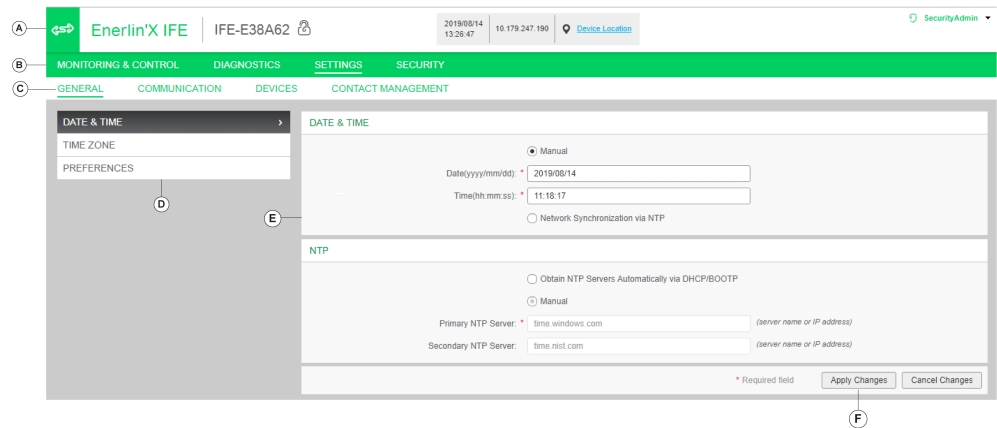 A
Enerlin'X IFE
IFE-E38A62
2019/08/14
13:26:47
10.179.247.190
Device Location
SecurityAdmin
B
MONITORING & CONTROL DIAGNOSTICS SETTINGS SECURITY
C
GENERAL COMMUNICATION DEVICES CONTACT MANAGEMENT
DATE & TIME
TIME ZONE
PREFERENCES
D
E
DATE & TIME
Manual
Date(yyyy/mm/dd): * 2019/08/14
Time(hh:mm:ss): * 11:18:17
Network Synchronization via NTP
NTP
Obtain NTP Servers Automatically via DHCP/BOOTP
Manual
Primary NTP Server: * time.windows.com (server name or IP address)
Secondary NTP Server: time.nist.com (server name or IP address)
* Required field Apply Changes Cancel Changes
F